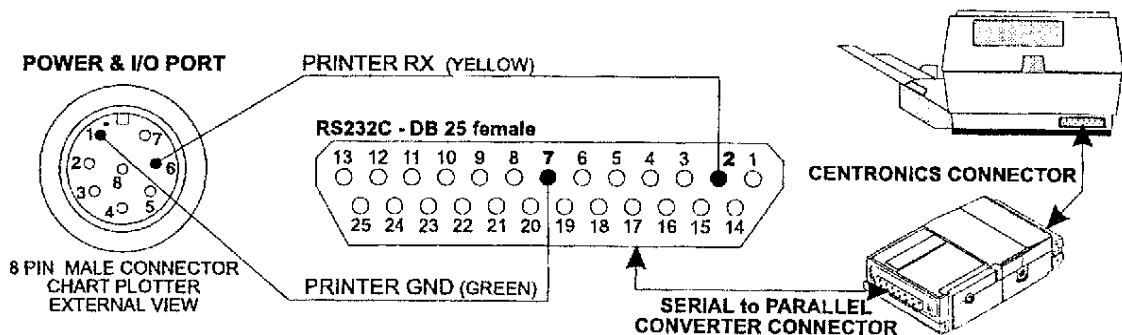 POWER & I/O PORT
1
7
2
6
8
3
5
4
8 PIN MALE CONNECTOR
CHART PLOTTER
EXTERNAL VIEW
PRINTER RX (YELLOW)
RS232C - DB 25 female
13 12 11 10 9 8 7 6 5 4 3 2 1
25 24 23 22 21 20 19 18 17 16 15 14
PRINTER GND (GREEN)
CENTRONICS CONNECTOR
SERIAL to PARALLEL
CONVERTER CONNECTOR